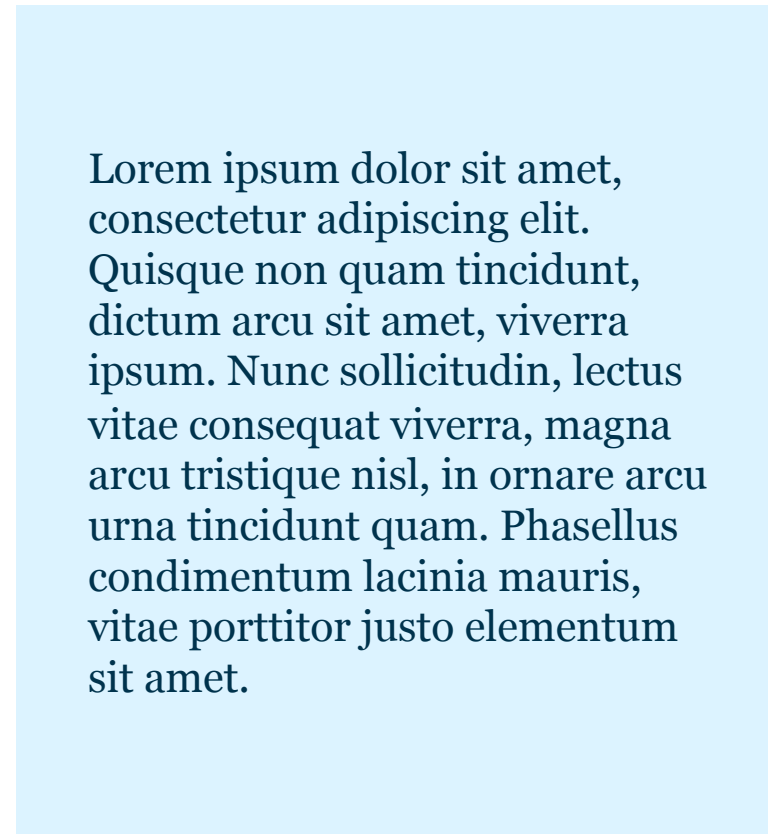 Lorem ipsum dolor sit amet,
consectetur adipiscing elit.
Quisque non quam tincidunt,
dictum arcu sit amet, viverra
ipsum. Nunc sollicitudin, lectus
vitae consequat viverra, magna
arcu tristique nisl, in ornare arcu
urna tincidunt quam. Phasellus
condimentum lacinia mauris,
vitae porttitor justo elementum
sit amet.